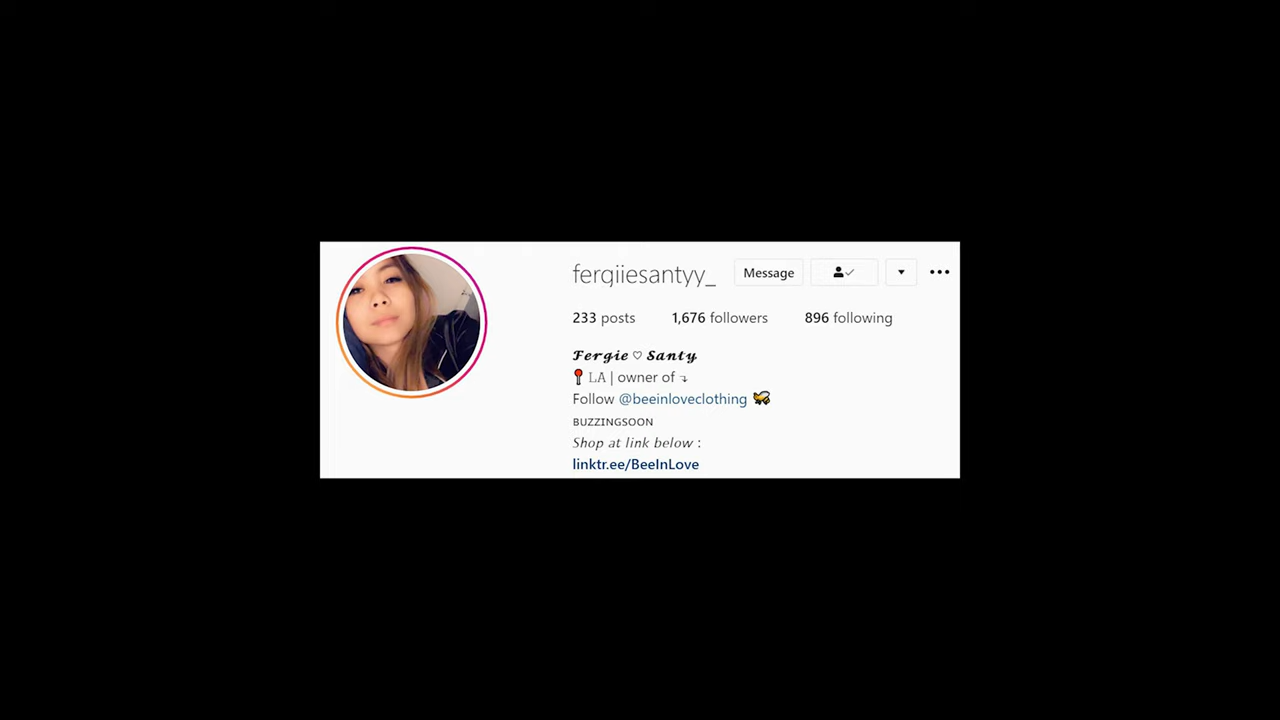 fergiiesantyy_ Message
233 posts 1,676 followers 896 following
𝓕𝓮𝓻𝓰𝓲𝓮 ♡ 𝓢𝓪𝓷𝓽𝔂
📍 𝙻𝙰 | owner of ⤵
Follow @beeinloveclothing 🐝
ʙᴜᴢᴢɪɴɢsᴏᴏɴ
𝘚𝘩𝘰𝘱 𝘢𝘵 𝘭𝘪𝘯𝘬 𝘣𝘦𝘭𝘰𝘸 :
linktr.ee/BeeInLove